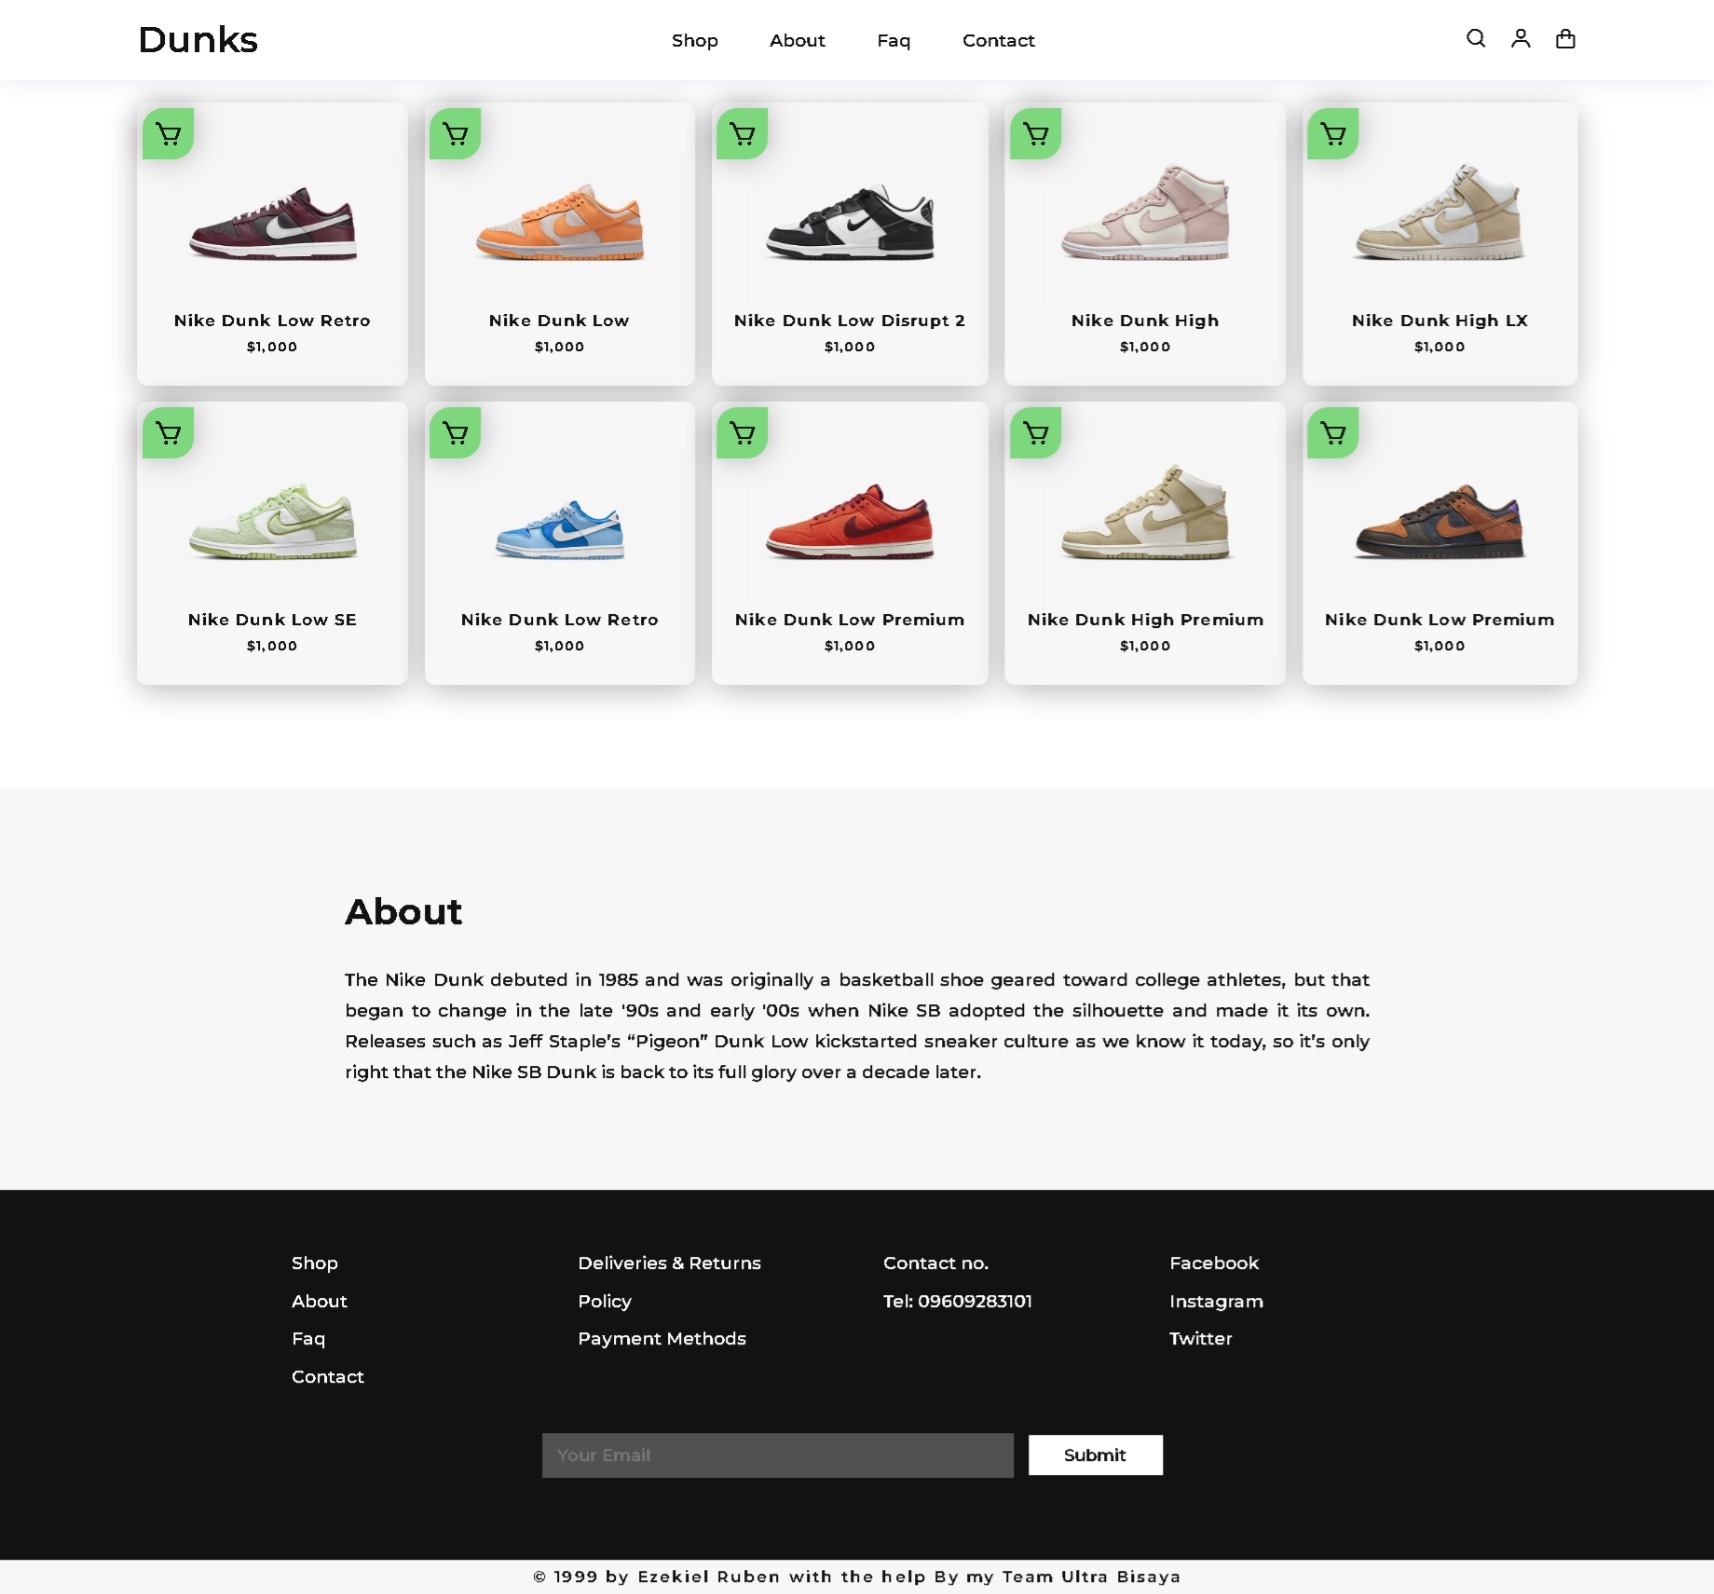 Dunks
Shop About Faq Contact
Nike Dunk Low Retro
$1,000
Nike Dunk Low
$1,000
Nike Dunk Low Disrupt 2
$1,000
Nike Dunk High
$1,000
Nike Dunk High LX
$1,000
Nike Dunk Low SE
$1,000
Nike Dunk Low Retro
$1,000
Nike Dunk Low Premium
$1,000
Nike Dunk High Premium
$1,000
Nike Dunk Low Premium
$1,000
About
The Nike Dunk debuted in 1985 and was originally a basketball shoe geared toward college athletes, but that
began to change in the late '90s and early '00s when Nike SB adopted the silhouette and made it its own.
Releases such as Jeff Staple’s “Pigeon” Dunk Low kickstarted sneaker culture as we know it today, so it’s only
right that the Nike SB Dunk is back to its full glory over a decade later.
Shop
About
Faq
Contact
Deliveries & Returns
Policy
Payment Methods
Contact no.
Tel: 09609283101
Facebook
Instagram
Twitter
Your Email
Submit
© 1999 by Ezekiel Ruben with the help By my Team Ultra Bisaya